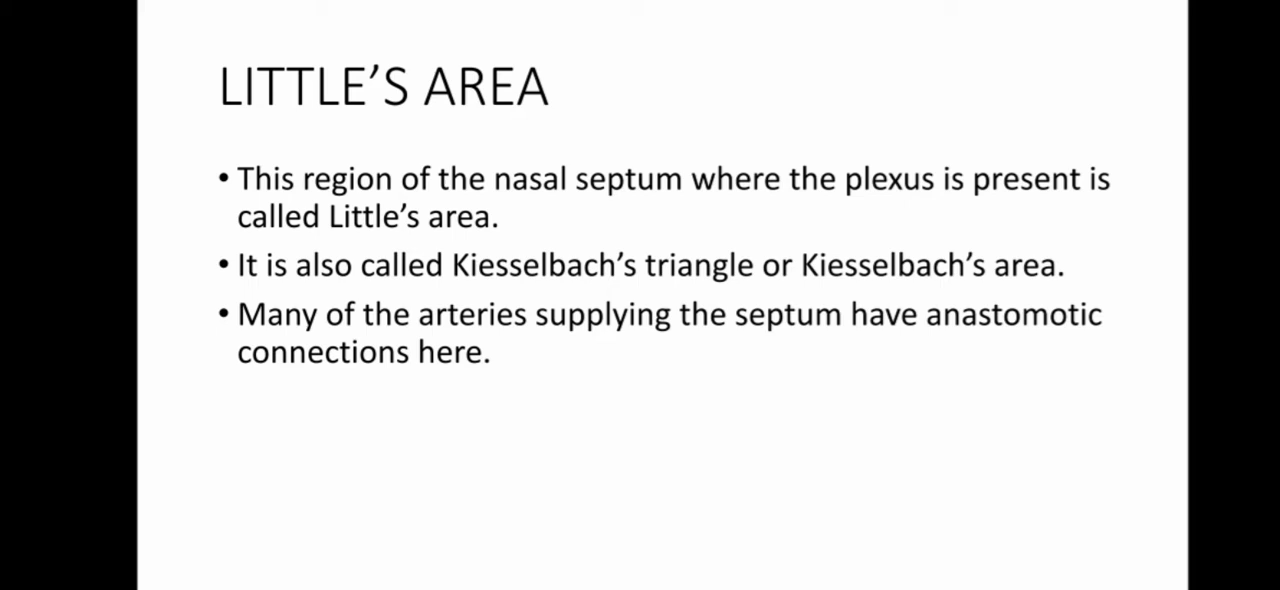 LITTLE’S AREA
• This region of the nasal septum where the plexus is present is
called Little’s area.
• It is also called Kiesselbach’s triangle or Kiesselbach’s area.
• Many of the arteries supplying the septum have anastomotic
connections here.